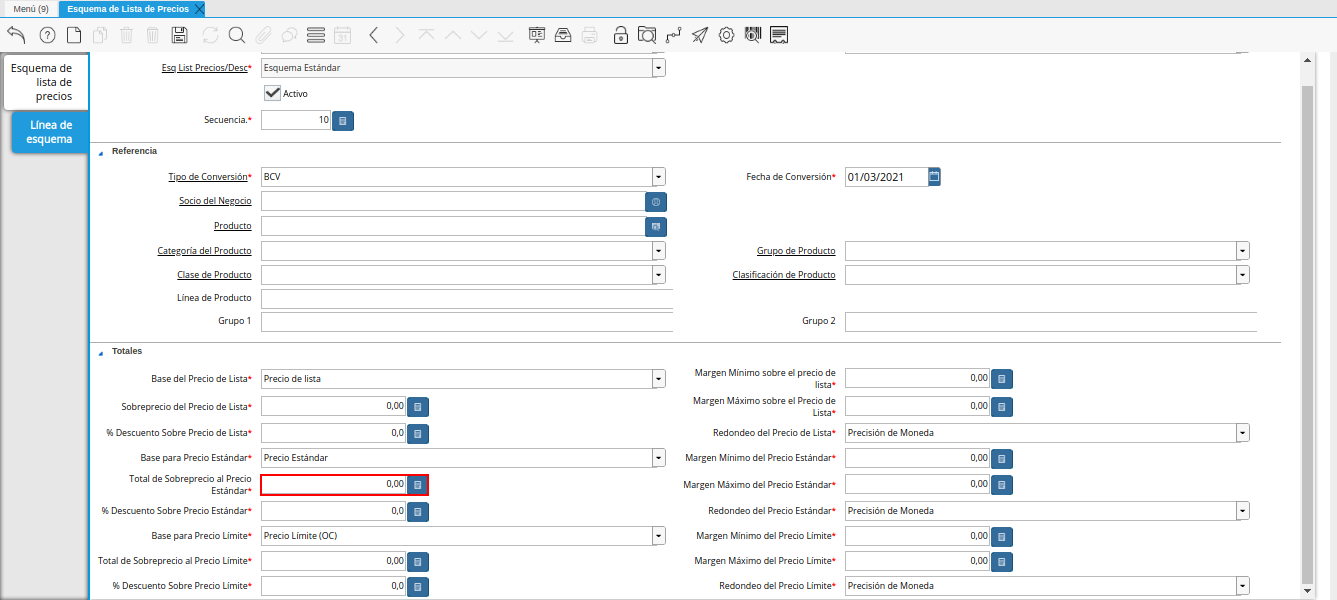 Menú (9)
Esquema de Lista de Precios
31
Esquema de
lista de
precios
Línea de
esquema
Esq List Precios/Desc*
Esquema Estándar
Activo
Secuencia.*
10
Referencia
Tipo de Conversión*
BCV
Fecha de Conversión*
01/03/2021
Socio del Negocio
Producto
Categoría del Producto
Grupo de Producto
Clase de Producto
Clasificación de Producto
Línea de Producto
Grupo 1
Grupo 2
Totales
Base del Precio de Lista*
Precio de lista
Margen Mínimo sobre el precio de
lista*
0,00
Sobreprecio del Precio de Lista*
0,00
Margen Máximo sobre el Precio de
Lista*
0,00
% Descuento Sobre Precio de Lista*
0,0
Redondeo del Precio de Lista*
Precisión de Moneda
Base para Precio Estándar*
Precio Estándar
Margen Mínimo del Precio Estándar*
0,00
Total de Sobreprecio al Precio
Estándar*
0,00
Margen Máximo del Precio Estándar*
0,00
% Descuento Sobre Precio Estándar*
0,0
Redondeo del Precio Estándar*
Precisión de Moneda
Base para Precio Límite*
Precio Límite (OC)
Margen Mínimo del Precio Límite*
0,00
Total de Sobreprecio al Precio Límite*
0,00
Margen Máximo del Precio Límite*
0,00
% Descuento Sobre Precio Límite*
0,0
Redondeo del Precio Límite*
Precisión de Moneda